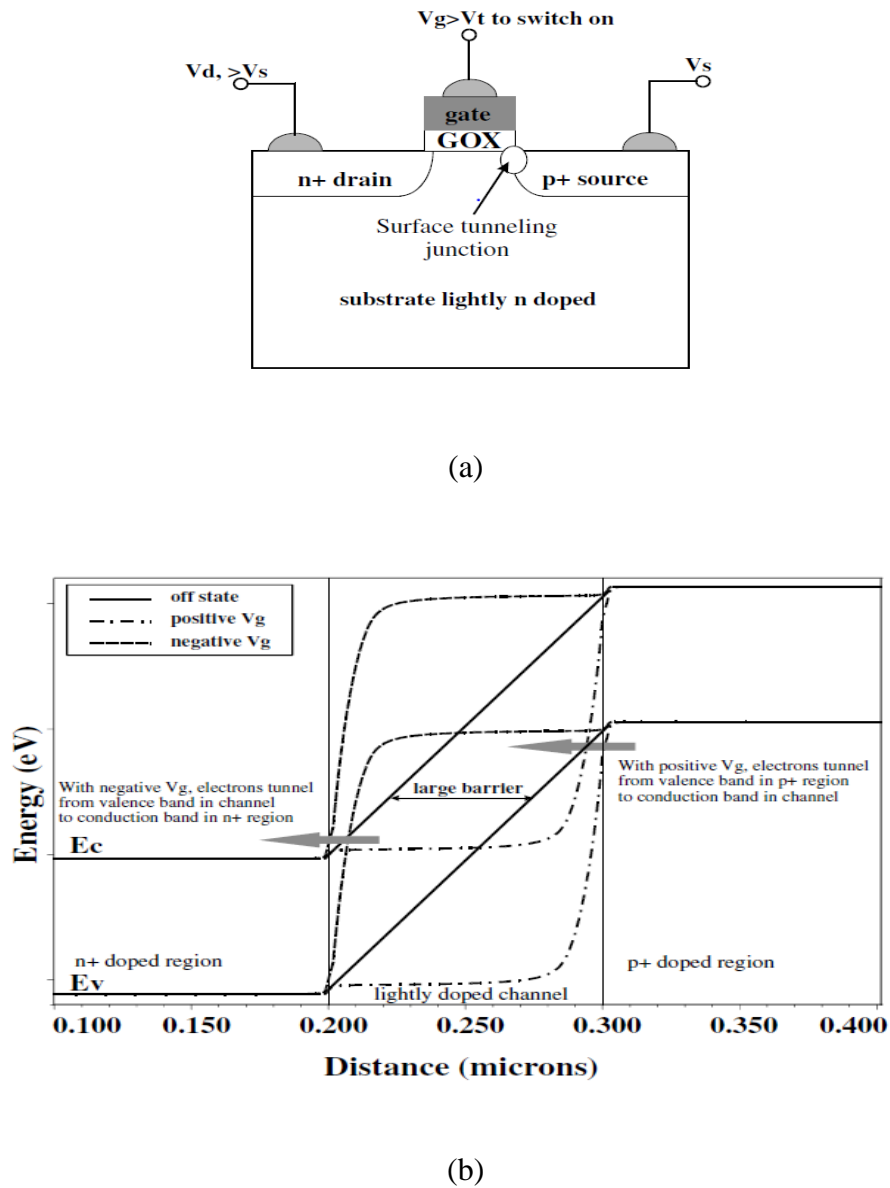 Vg>Vt to switch on
Vd, >Vs
Vs
gate
GOX
n+ drain
p+ source
Surface tunneling
junction
substrate lightly n doped
(a)
off state
positive Vg
negative Vg
Energy (eV)
With negative Vg, electrons tunnel
from valence band in channel
to conduction band in n+ region
large barrier
With positive Vg, electrons tunnel
from valence band in p+ region
to conduction band in channel
Ec
n+ doped region
p+ doped region
Ev
lightly doped channel
0.100 0.150 0.200 0.250 0.300 0.350 0.400
Distance (microns)
(b)